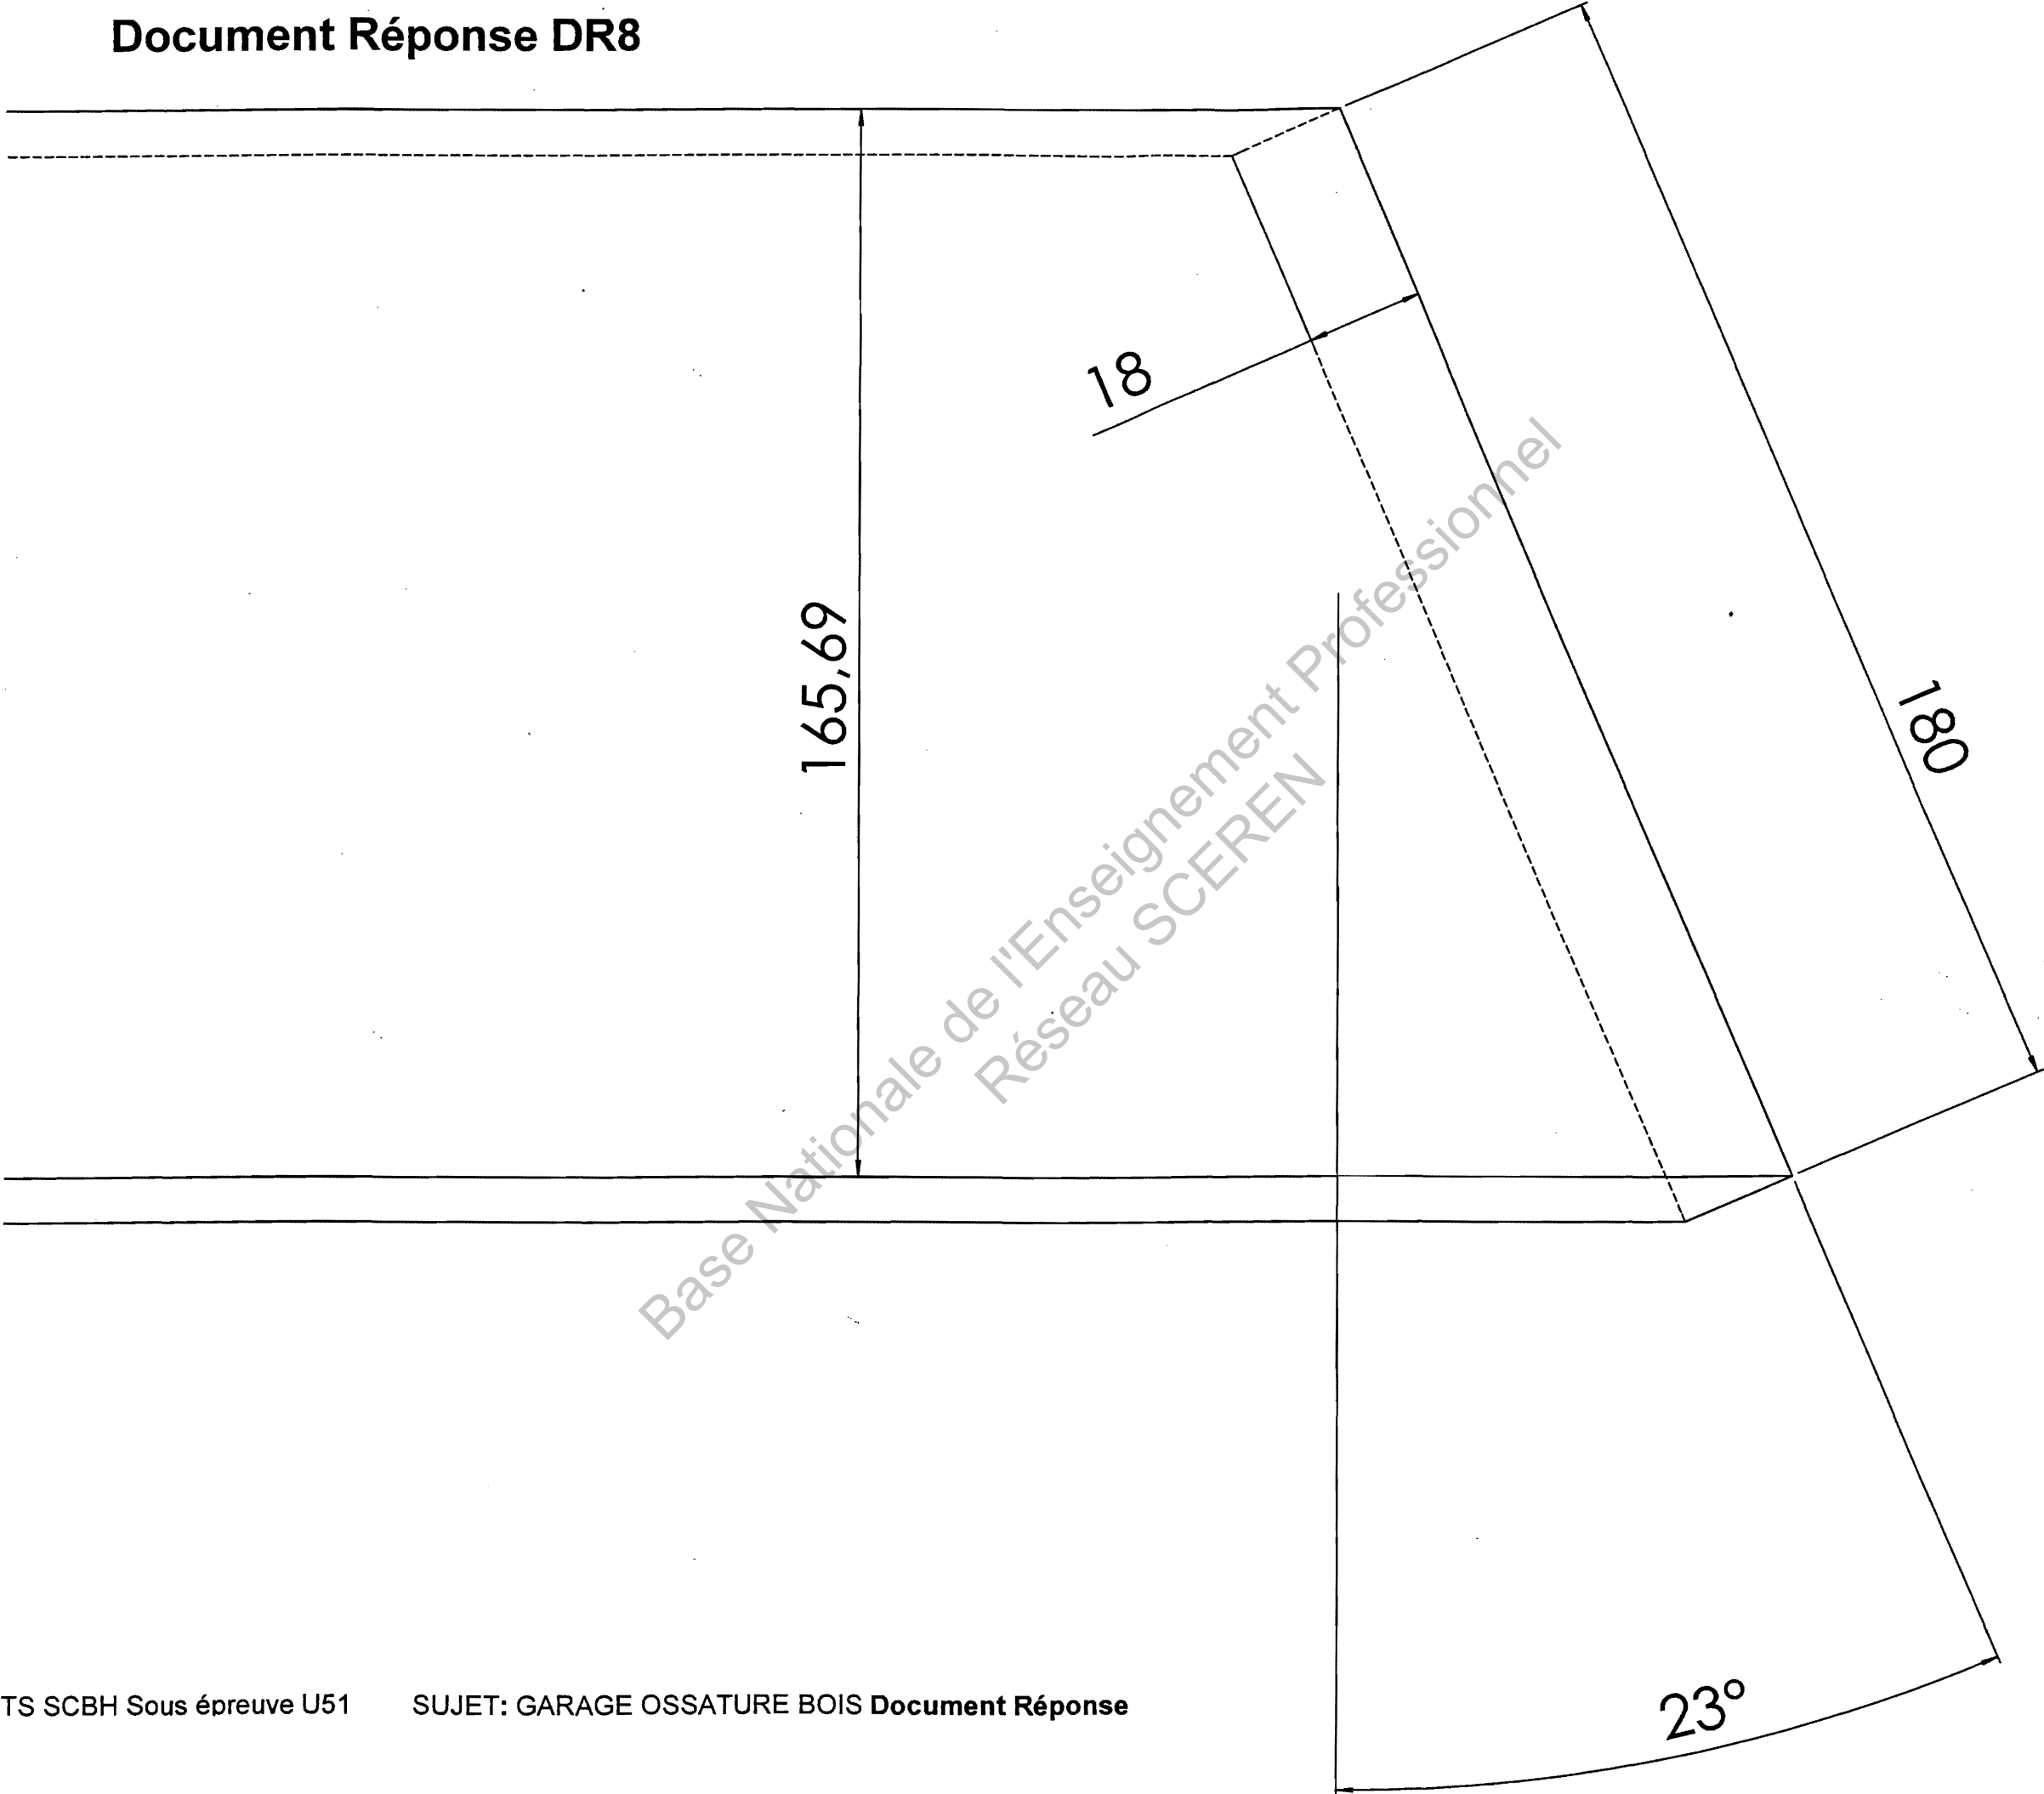 Document Réponse DR8
18
165,69
180
Base Nationale de l'Enseignement Professionnel
Réseau SCEREN
23°
TS SCBH Sous épreuve U51 SUJET: GARAGE OSSATURE BOIS Document Réponse